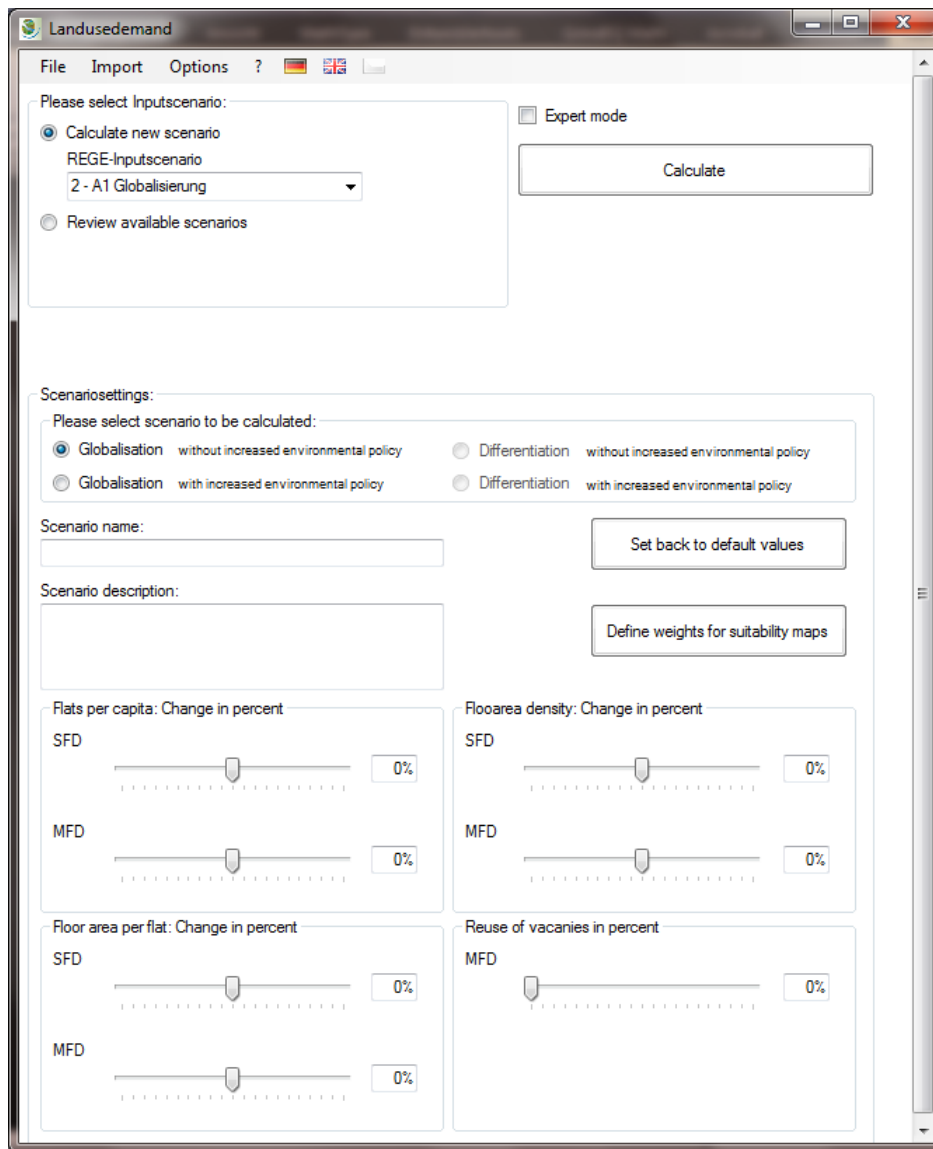 Landusedemand
File Import Options ?
Please select Inputscenario:
Calculate new scenario
REGE-Inputscenario
2 - A1 Globalisierung
Review available scenarios
Expert mode
Calculate
Scenariosettings:
Please select scenario to be calculated:
Globalisation without increased environmental policy
Differentiation without increased environmental policy
Globalisation with increased environmental policy
Differentiation with increased environmental policy
Scenario name:
Set back to default values
Scenario description:
Define weights for suitability maps
Flats per capita: Change in percent
SFD
0%
MFD
0%
Flooarea density: Change in percent
SFD
0%
MFD
0%
Floor area per flat: Change in percent
SFD
0%
MFD
0%
Reuse of vacanies in percent
MFD
0%